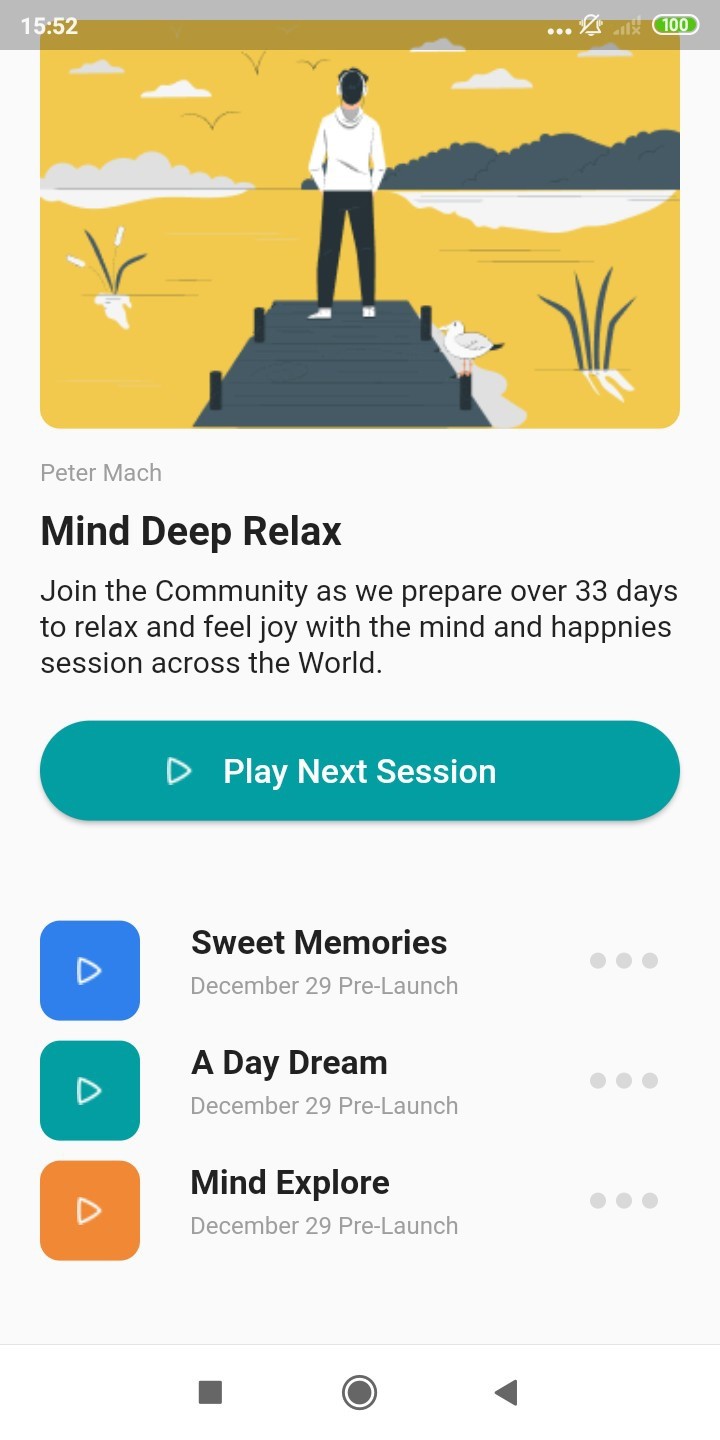 15:52
100
Peter Mach
Mind Deep Relax
Join the Community as we prepare over 33 days
to relax and feel joy with the mind and happnies
session across the World.
Play Next Session
Sweet Memories
December 29 Pre-Launch
A Day Dream
December 29 Pre-Launch
Mind Explore
December 29 Pre-Launch